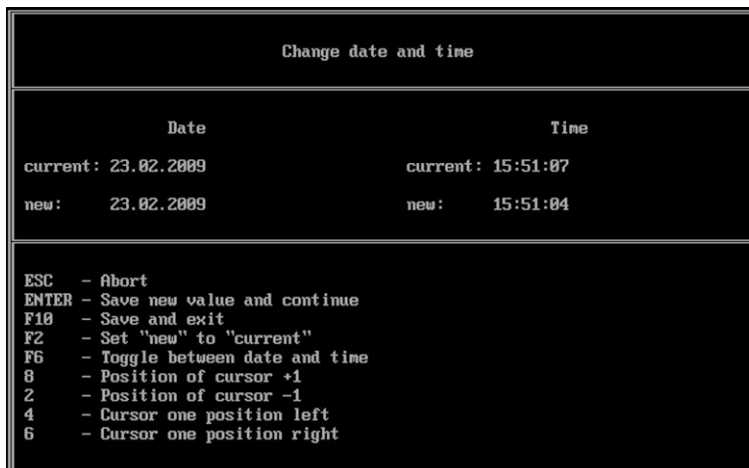 Change date and time
Date Time
current: 23.02.2009 current: 15:51:07
new: 23.02.2009 new: 15:51:04
ESC - Abort
ENTER - Save new value and continue
F10 - Save and exit
F2 - Set "new" to "current"
F6 - Toggle between date and time
8 - Position of cursor +1
2 - Position of cursor -1
4 - Cursor one position left
6 - Cursor one position right